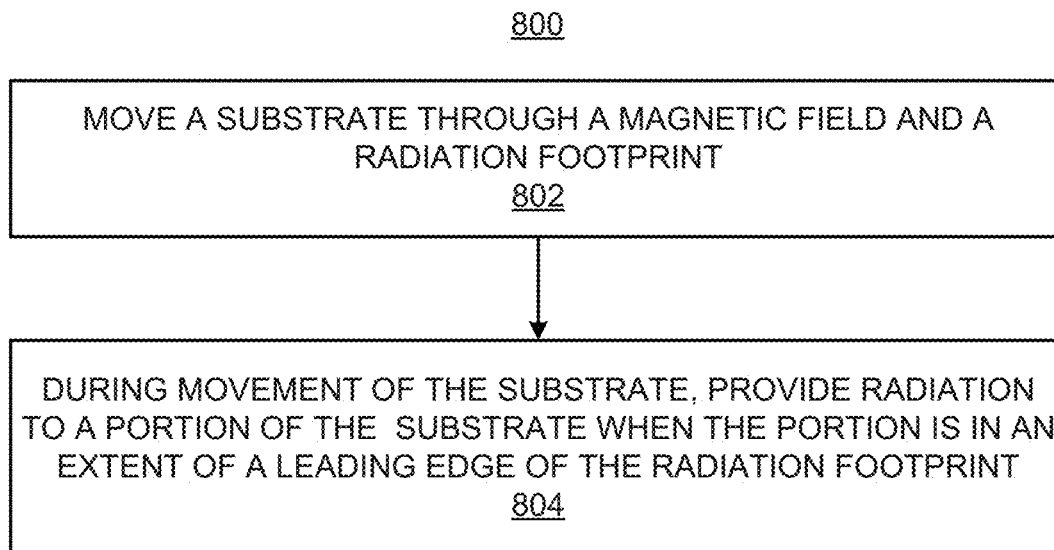 800
MOVE A SUBSTRATE THROUGH A MAGNETIC FIELD AND A
RADIATION FOOTPRINT
802
DURING MOVEMENT OF THE SUBSTRATE, PROVIDE RADIATION
TO A PORTION OF THE SUBSTRATE WHEN THE PORTION IS IN AN
EXTENT OF A LEADING EDGE OF THE RADIATION FOOTPRINT
804